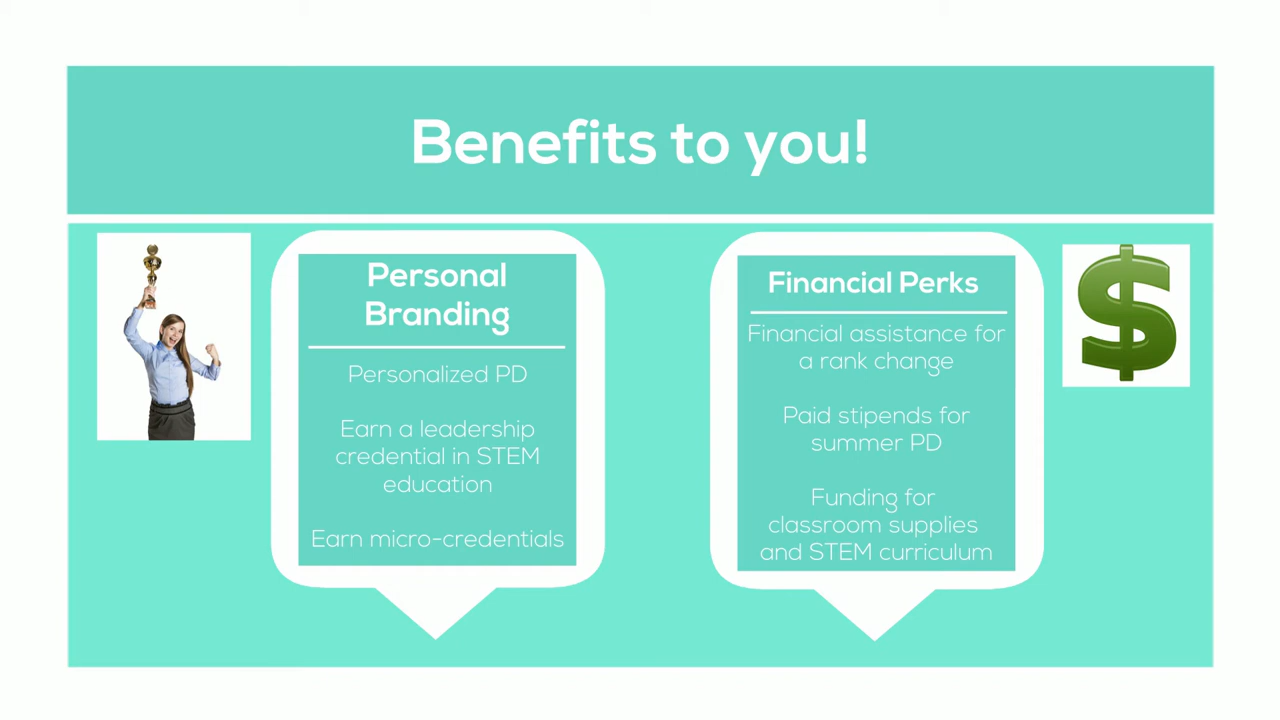 Benefits to you!
Personal
Branding
Personalized PD
Earn a leadership
credential in STEM
education
Earn micro-credentials
Financial Perks
Financial assistance for
a rank change
Paid stipends for
summer PD
Funding for
classroom supplies
and STEM curriculum
$